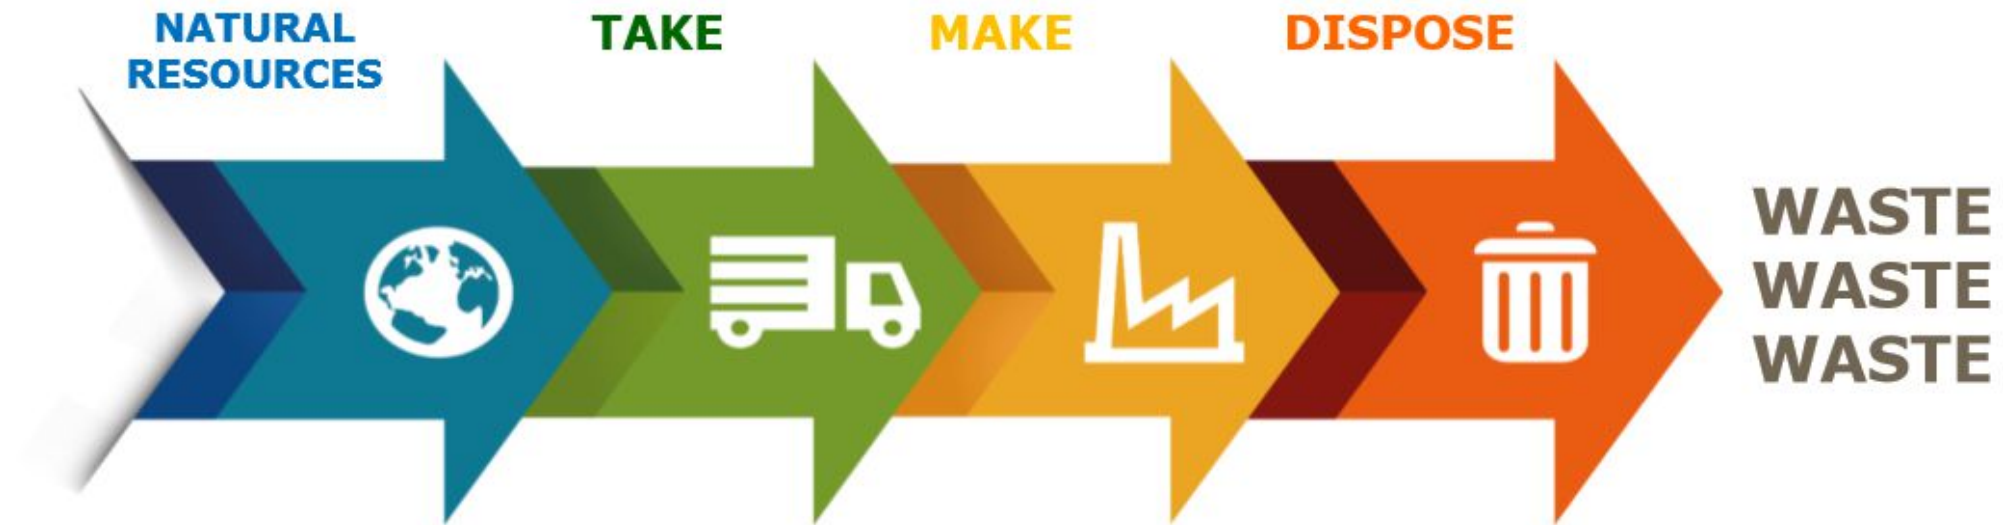 NATURAL
RESOURCES
TAKE
MAKE
DISPOSE
WASTE
WASTE
WASTE